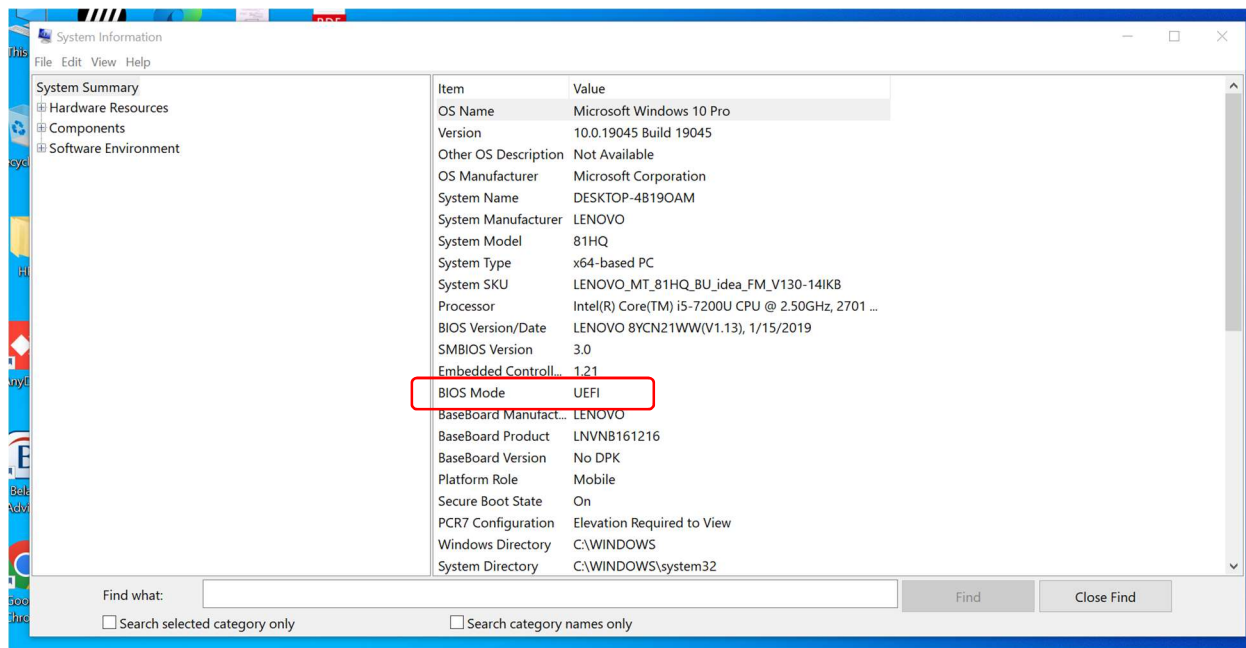 PDF
This
System Information
File Edit View Help
System Summary
Hardware Resources
Components
Software Environment
Item Value
OS Name Microsoft Windows 10 Pro
Version 10.0.19045 Build 19045
Other OS Description Not Available
OS Manufacturer Microsoft Corporation
System Name DESKTOP-4B19OAM
System Manufacturer LENOVO
System Model 81HQ
System Type x64-based PC
System SKU LENOVO_MT_81HQ_BU_idea_FM_V130-14IKB
Processor Intel(R) Core(TM) i5-7200U CPU @ 2.50GHz, 2701 ...
BIOS Version/Date LENOVO 8YCN21WW(V1.13), 1/15/2019
SMBIOS Version 3.0
Embedded Controll... 1.21
BIOS Mode UEFI
BaseBoard Manufact... LENOVO
BaseBoard Product LNVNB161216
BaseBoard Version No DPK
Platform Role Mobile
Secure Boot State On
PCR7 Configuration Elevation Required to View
Windows Directory C:\WINDOWS
System Directory C:\WINDOWS\system32
Find what: Find Close Find
Search selected category only Search category names only